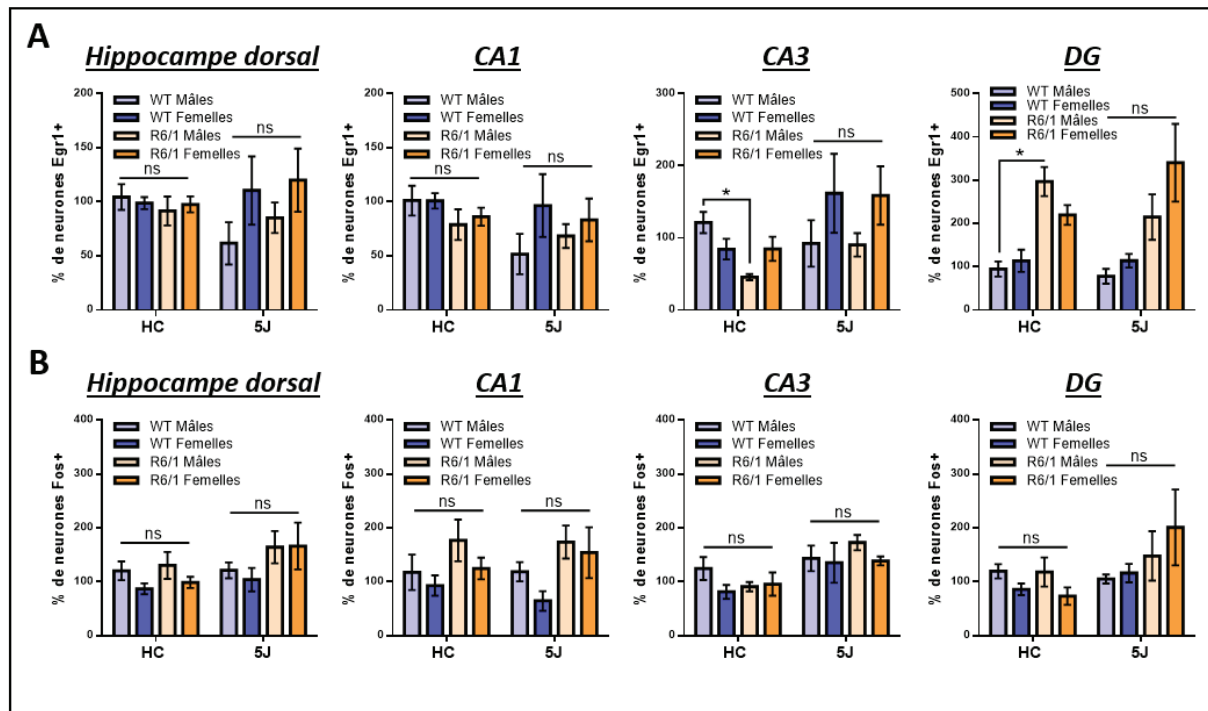 A
Hippocampe dorsal
% de neurones Egr1+
200
150
100
50
0
WT Mâles
WT Femelles
R6/1 Mâles
R6/1 Femelles
ns
ns
HC
5J
CA1
% de neurones Egr1+
200
150
100
50
0
WT Mâles
WT Femelles
R6/1 Mâles
R6/1 Femelles
ns
ns
HC
5J
CA3
% de neurones Egr1+
300
200
100
0
WT Mâles
WT Femelles
R6/1 Mâles
R6/1 Femelles
*
ns
HC
5J
DG
% de neurones Egr1+
500
400
300
200
100
0
WT Mâles
WT Femelles
R6/1 Mâles
R6/1 Femelles
*
ns
HC
5J
B
Hippocampe dorsal
% de neurones Fos+
400
300
200
100
0
WT Mâles
WT Femelles
R6/1 Mâles
R6/1 Femelles
ns
ns
HC
5J
CA1
% de neurones Fos+
400
300
200
100
0
WT Mâles
WT Femelles
R6/1 Mâles
R6/1 Femelles
ns
ns
HC
5J
CA3
% de neurones Fos+
400
300
200
100
0
WT Mâles
WT Femelles
R6/1 Mâles
R6/1 Femelles
ns
ns
HC
5J
DG
% de neurones Fos+
400
300
200
100
0
WT Mâles
WT Femelles
R6/1 Mâles
R6/1 Femelles
ns
ns
HC
5J